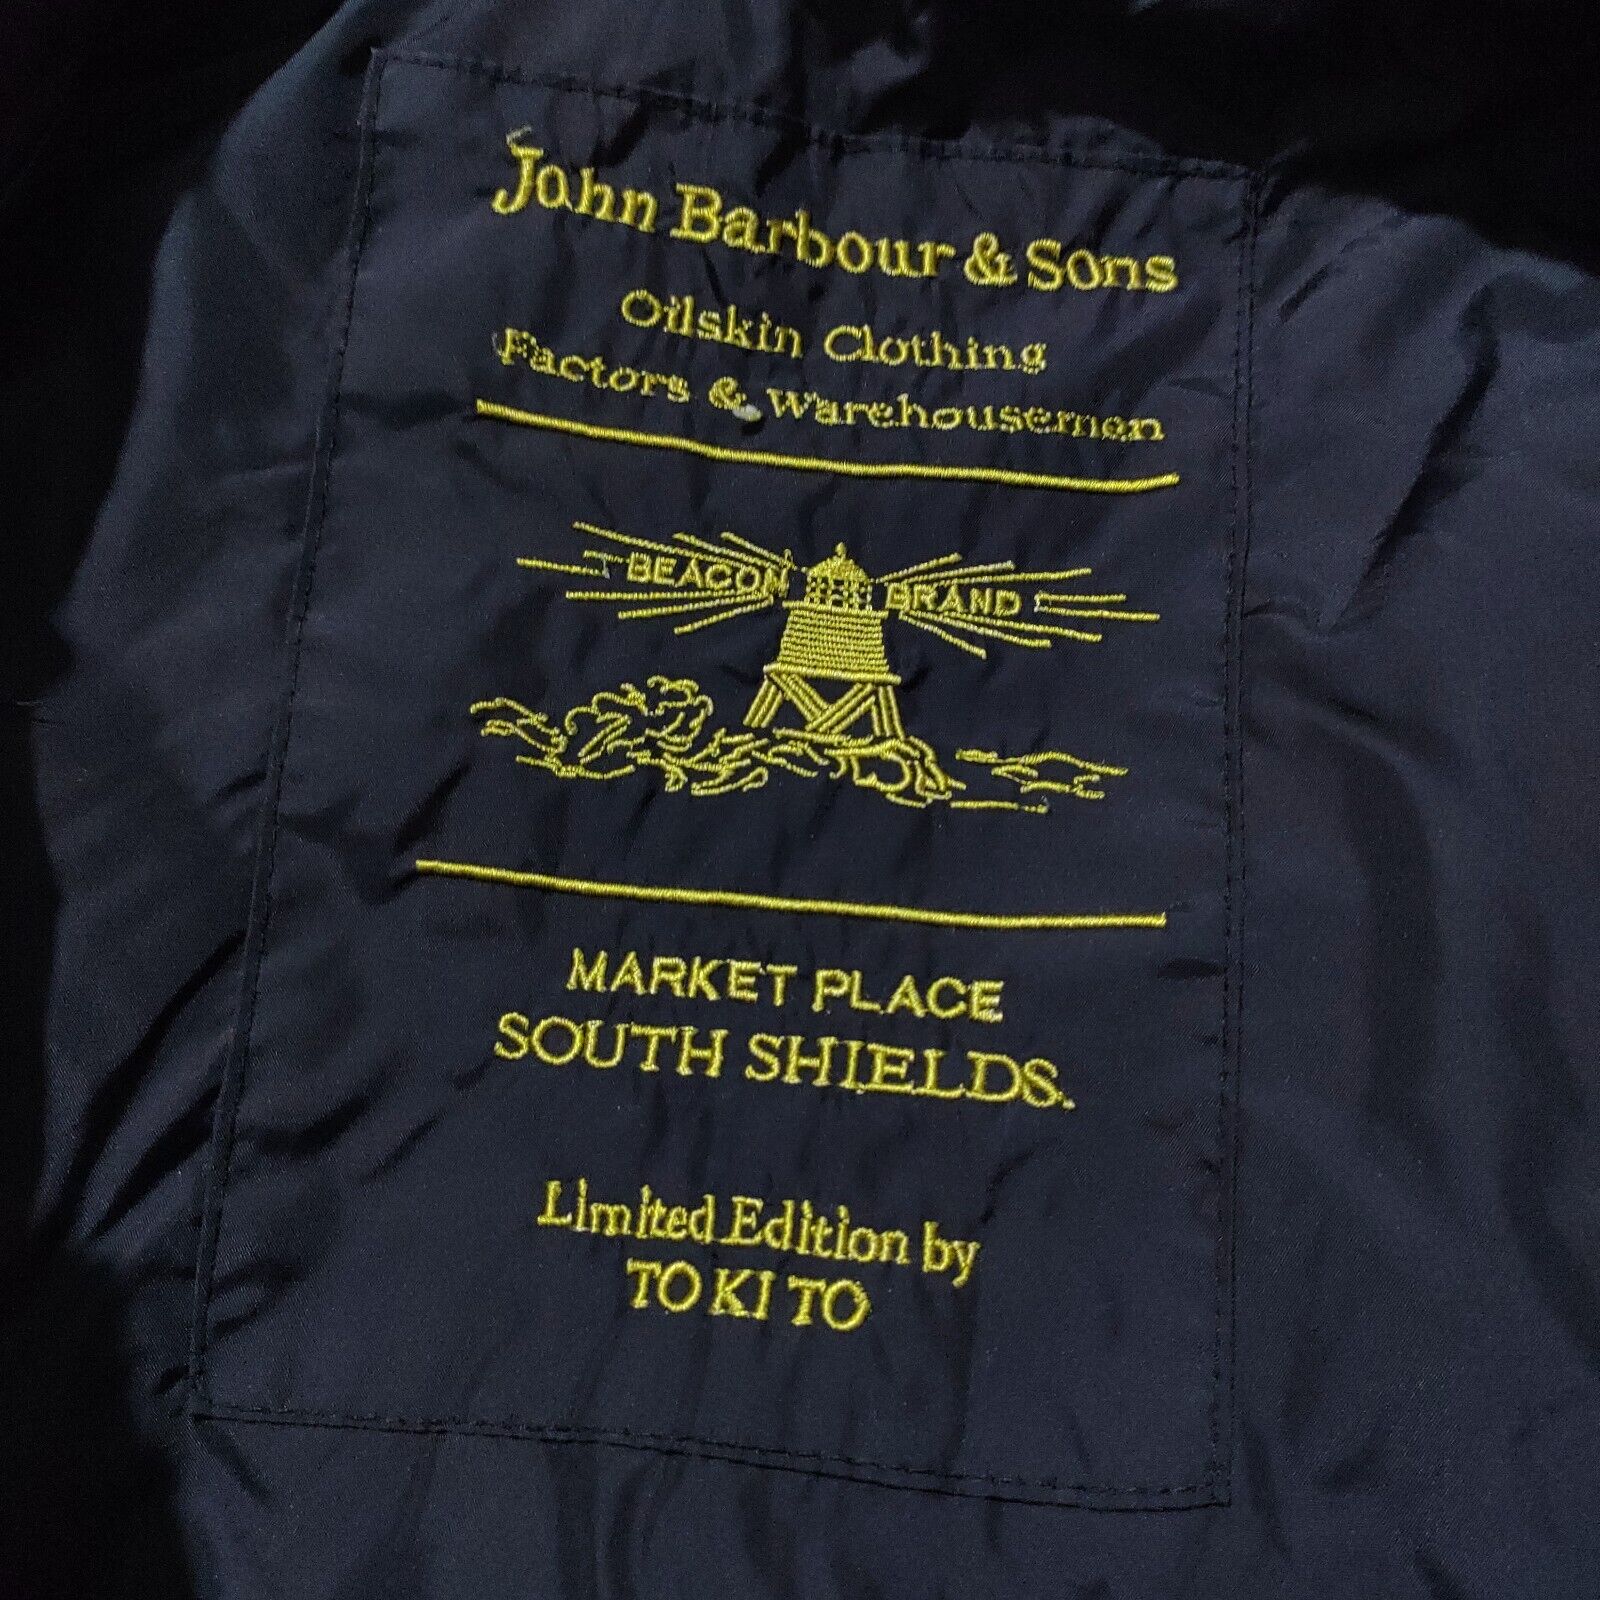 John Barbour & Sons
Oilskin Clothing
Factors & Warehousemen
BEACON BRAND
MARKET PLACE
SOUTH SHIELDS.
Limited Edition by
TO KI TO